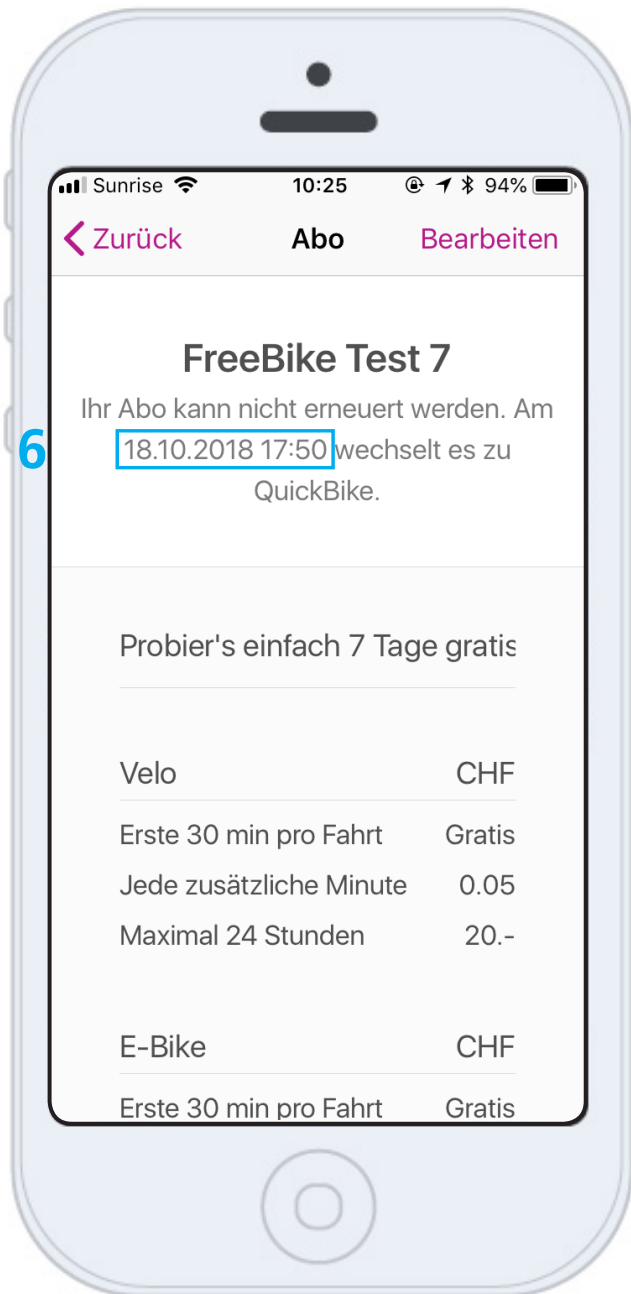 Sunrise 10:25 94%
Zurück Abo Bearbeiten
FreeBike Test 7
Ihr Abo kann nicht erneuert werden. Am
6 18.10.2018 17:50 wechselt es zu
QuickBike.
Probier's einfach 7 Tage gratis
Velo CHF
Erste 30 min pro Fahrt Gratis
Jede zusätzliche Minute 0.05
Maximal 24 Stunden 20.-
E-Bike CHF
Erste 30 min pro Fahrt Gratis